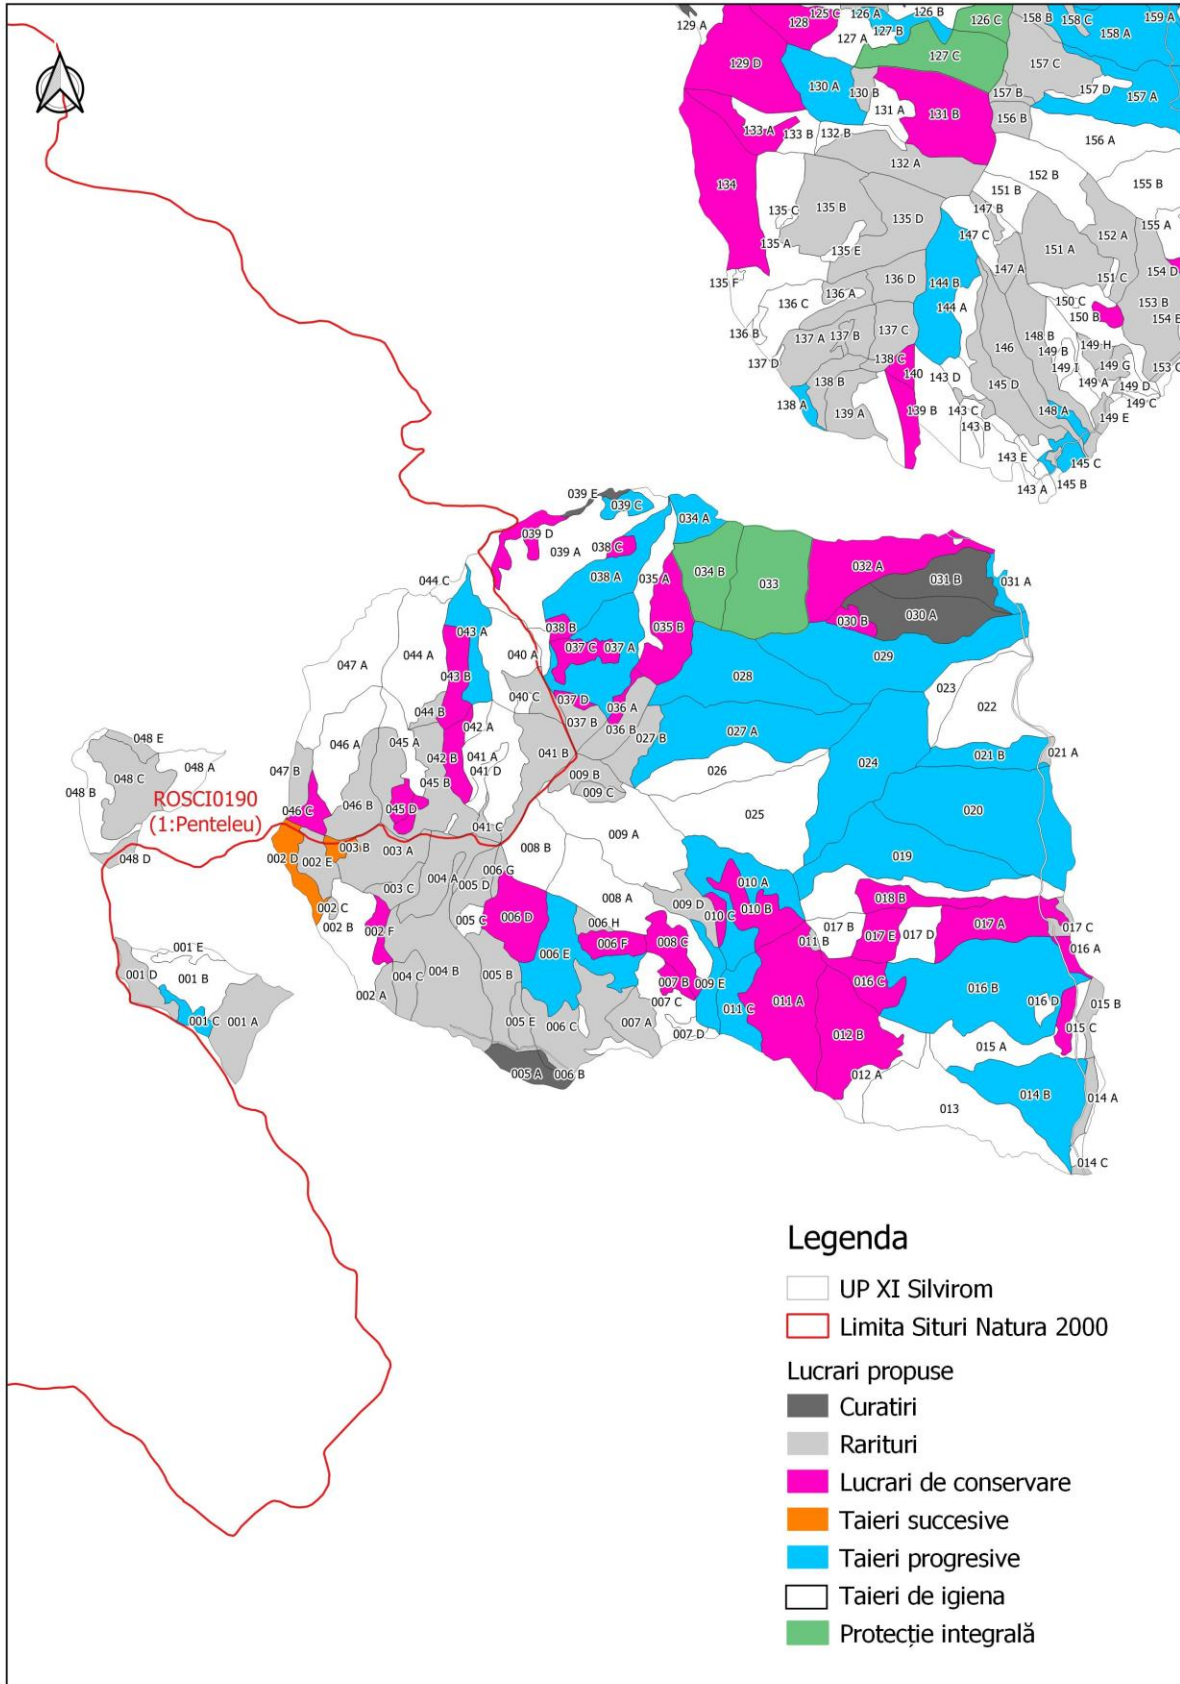 129 A
128
125 C
126 A
126 B
127 A
127 B
126 C
158 B
158 C
159 A
158 A
129 D
127 C
157 C
130 A
130 B
131 A
131 B
157 B
157 D
157 A
156 B
133 A
133 B
132 B
132 A
156 A
134
152 B
155 B
151 B
135 C
135 B
135 D
147 B
147 C
155 A
152 A
135 A
135 E
151 A
147 A
151 C
154 D
135 F
136 D
144 B
136 C
136 A
144 A
150 C
150 B
153 B
154 E
136 B
137 A
137 B
137 C
148 B
149 H
149 B
137 D
138 C
146
149 I
149 G
153 C
140
143 D
138 B
145 D
149 A
149 D
138 A
139 A
139 B
143 C
148 A
149 C
143 B
149 E
143 E
145 C
143 A
145 B
039 E
039 C
039 D
034 A
039 A
038 C
038 A
035 A
034 B
033
032 A
031 B
031 A
044 C
030 A
030 B
038 B
035 B
043 A
044 A
040 A
037 C
037 A
029
047 A
043 B
028
023
022
040 C
037 D
036 A
044 B
037 B
036 B
027 B
042 A
027 A
048 E
048 A
048 C
048 B
047 B
046 A
045 A
042 B
041 A
041 D
041 B
009 B
026
024
021 B
021 A
045 B
009 C
ROSCI0190
(1:Penteleu)
046 C
046 B
045 D
025
020
041 C
009 A
008 B
048 D
002 D
002 E
003 B
003 A
019
004 A
006 G
005 D
003 C
008 A
010 A
018 B
002 C
002 B
009 D
010 B
010 C
005 C
006 D
006 H
002 F
017 B
017 D
017 A
017 C
006 F
008 C
011 B
017 E
016 A
001 E
006 E
001 D
001 B
004 C
004 B
005 B
007 B
009 E
016 C
016 B
002 A
007 C
011 A
016 D
015 B
001 C
001 A
005 E
006 C
007 A
007 D
011 C
012 B
015 C
015 A
005 A
006 B
012 A
014 B
014 A
013
014 C
Legenda
UP XI Silvirom
Limita Situri Natura 2000
Lucrari propuse
Curatiri
Rarituri
Lucrari de conservare
Taieri succesive
Taieri progresive
Taieri de igiena
Protecție integrală